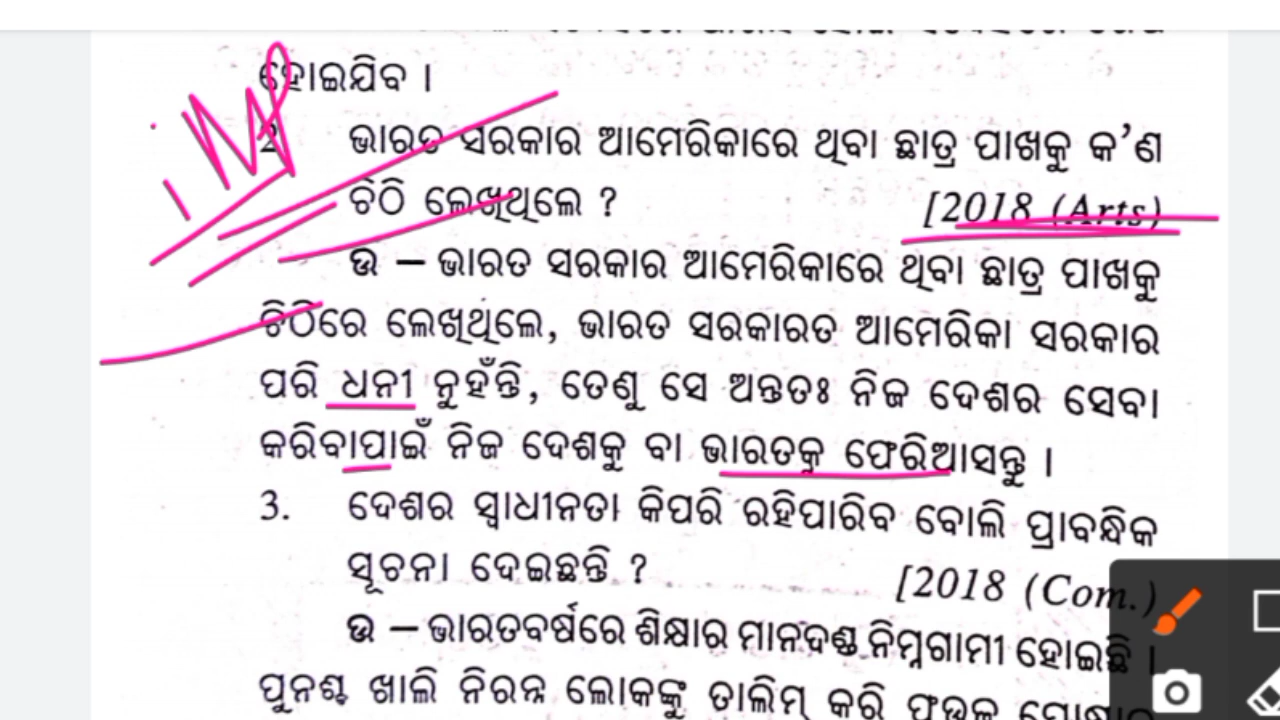 ହୋଇଯିବ ।
2. ଭାରତ ସରକାର ଆମେରିକାରେ ଥିବା ଛାତ୍ର ପାଖକୁ କ’ଣ
ଚିଠି ଲେଖିଥିଲେ ? [2018 (Arts)
ଉ – ଭାରତ ସରକାର ଆମେରିକାରେ ଥିବା ଛାତ୍ର ପାଖକୁ
ଚିଠିରେ ଲେଖିଥିଲେ, ଭାରତ ସରକାରତ ଆମେରିକା ସରକାର
ପରି ଧନୀ ନୁହଁନ୍ତି, ତେଣୁ ସେ ଅନ୍ତତଃ ନିଜ ଦେଶର ସେବା
କରିବାପାଇଁ ନିଜ ଦେଶକୁ ବା ଭାରତକୁ ଫେରିଆସନ୍ତୁ ।
3. ଦେଶର ସ୍ୱାଧୀନତା କିପରି ରହିପାରିବ ବୋଲି ପ୍ରାବନ୍ଧିକ
ସୂଚନା ଦେଇଛନ୍ତି ? [2018 (Com.)
ଉ – ଭାରତବର୍ଷରେ ଶିକ୍ଷାର ମାନଦଣ୍ଡ ନିମ୍ନଗାମୀ ହୋଇଛି ।
ପୁନଶ୍ଚ ଖାଲି ନିରନ୍ନ ଲୋକଙ୍କୁ ତାଲିମ୍ କରି